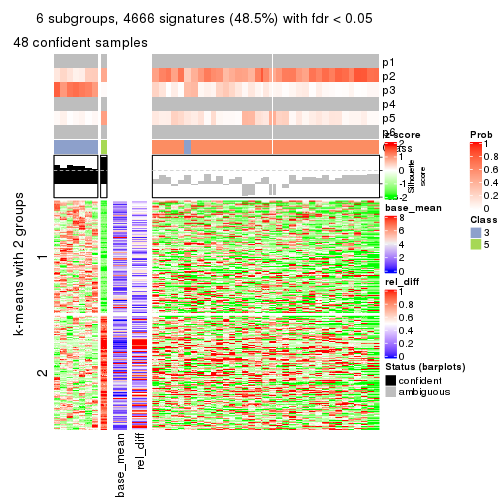 6 subgroups, 4666 signatures (48.5%) with fdr < 0.05
48 confident samples
p1
p2
p3
p4
p5
p6
Class
z-score
2
1
0
-1
-2
Silhouette
score
Prob
1
0.8
0.6
0.4
0.2
0
Class
3
5
base_mean
8
6
4
2
0
rel_diff
1
0.8
0.6
0.4
0.2
0
Status (barplots)
confident
ambiguous
k-means with 2 groups
1
2
base_mean
rel_diff